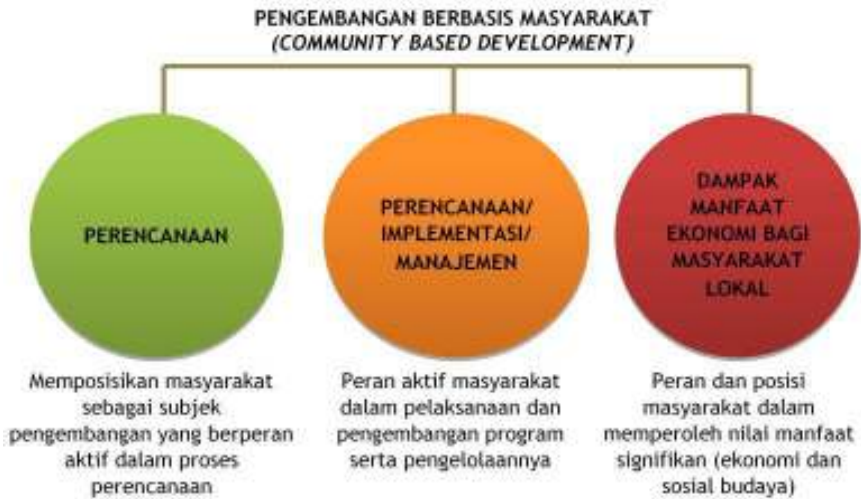 PENGEMBANGAN BERBASIS MASYARAKAT
(COMMUNITY BASED DEVELOPMENT)
PERENCANAAN
PERENCANAAN/
IMPLEMENTASI/
MANAJEMEN
DAMPAK
MANFAAT
EKONOMI BAGI
MASYARAKAT
LOKAL
Memposisikan masyarakat
sebagai subjek
pengembangan yang berperan
aktif dalam proses
perencanaan
Peran aktif masyarakat
dalam pelaksanaan dan
pengembangan program
serta pengelolaannya
Peran dan posisi
masyarakat dalam
memperoleh nilai manfaat
signifikan (ekonomi dan
sosial budaya)